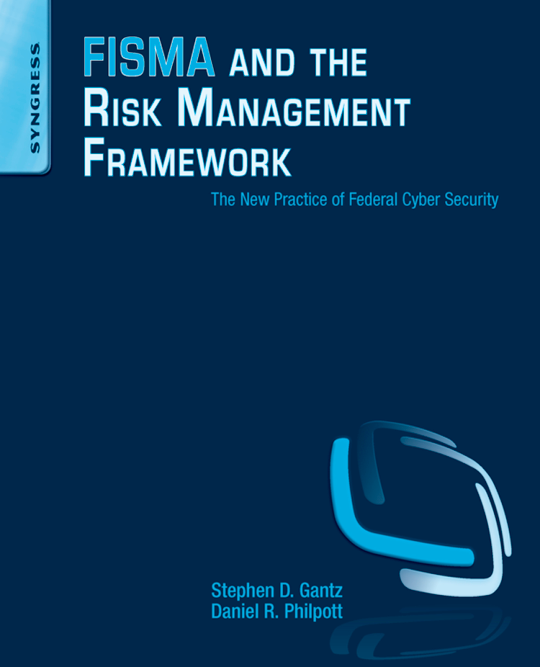 SYNGRESS
FISMA AND THE
RISK MANAGEMENT
FRAMEWORK
The New Practice of Federal Cyber Security
Stephen D. Gantz
Daniel R. Philpott